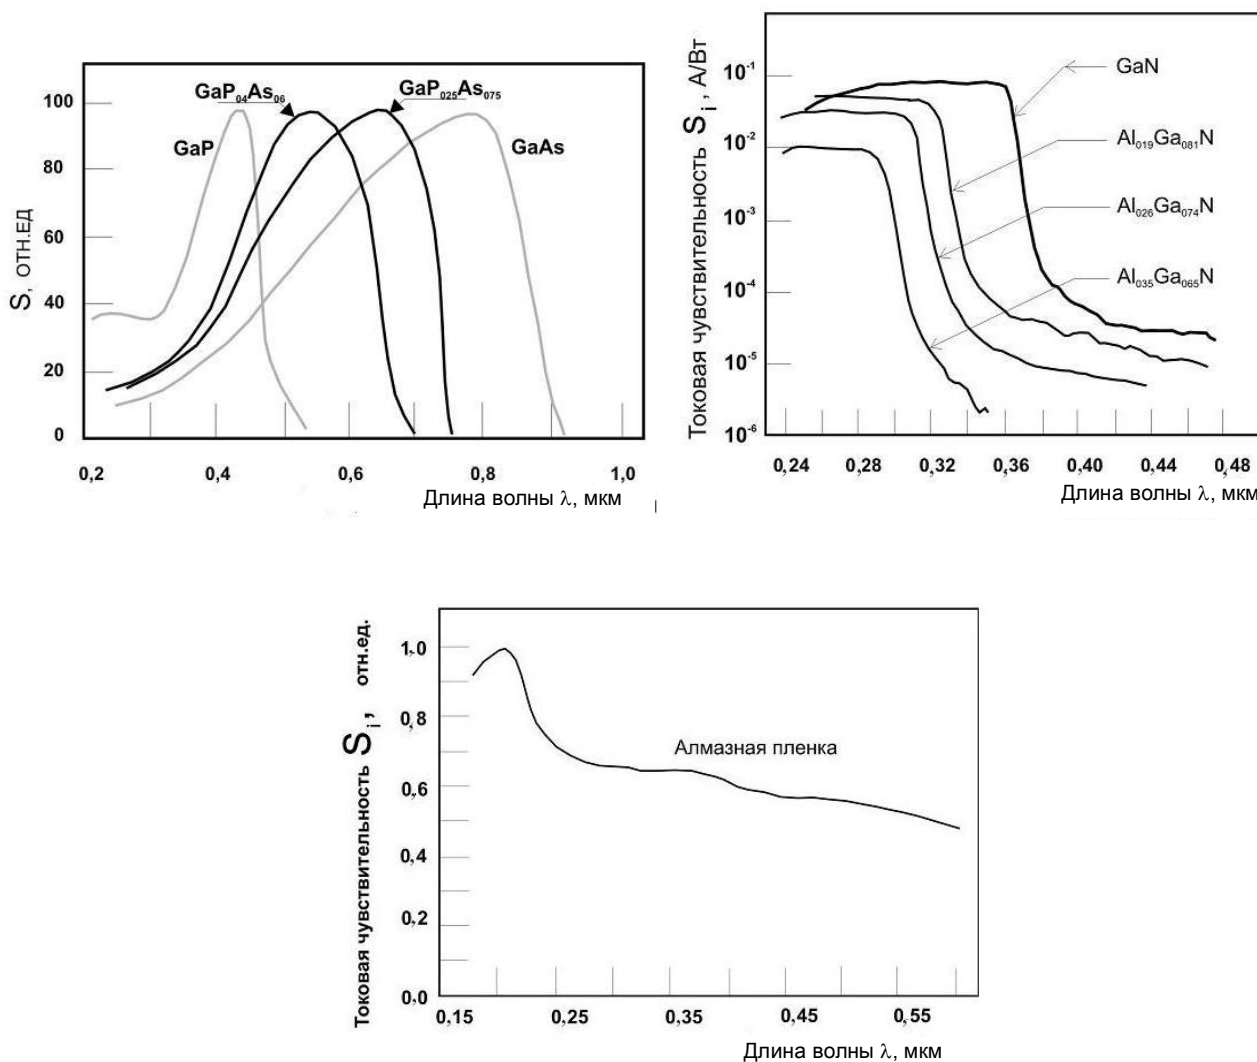 S, ОТН.ЕД
100
80
60
40
20
0
GaP
GaP₀₄As₀₆
GaP₀₂₅As₀₇₅
GaAs
0,2 0,4 0,6 0,8 1,0
Длина волны λ, мкм
Токовая чувствительность S i , А/Вт
10⁻¹
10⁻²
10⁻³
10⁻⁴
10⁻⁵
10⁻⁶
GaN
Al₀₁₉Ga₀₈₁N
Al₀₂₆Ga₀₇₄N
Al₀₃₅Ga₀₆₅N
0,24 0,28 0,32 0,36 0,40 0,44 0,48
Длина волны λ, мкм
Токовая чувствительность S i , отн.ед.
1,0
0,8
0,6
0,4
0.2
0.0
Алмазная пленка
0,15 0,25 0,35 0,45 0,55
Длина волны λ, мкм